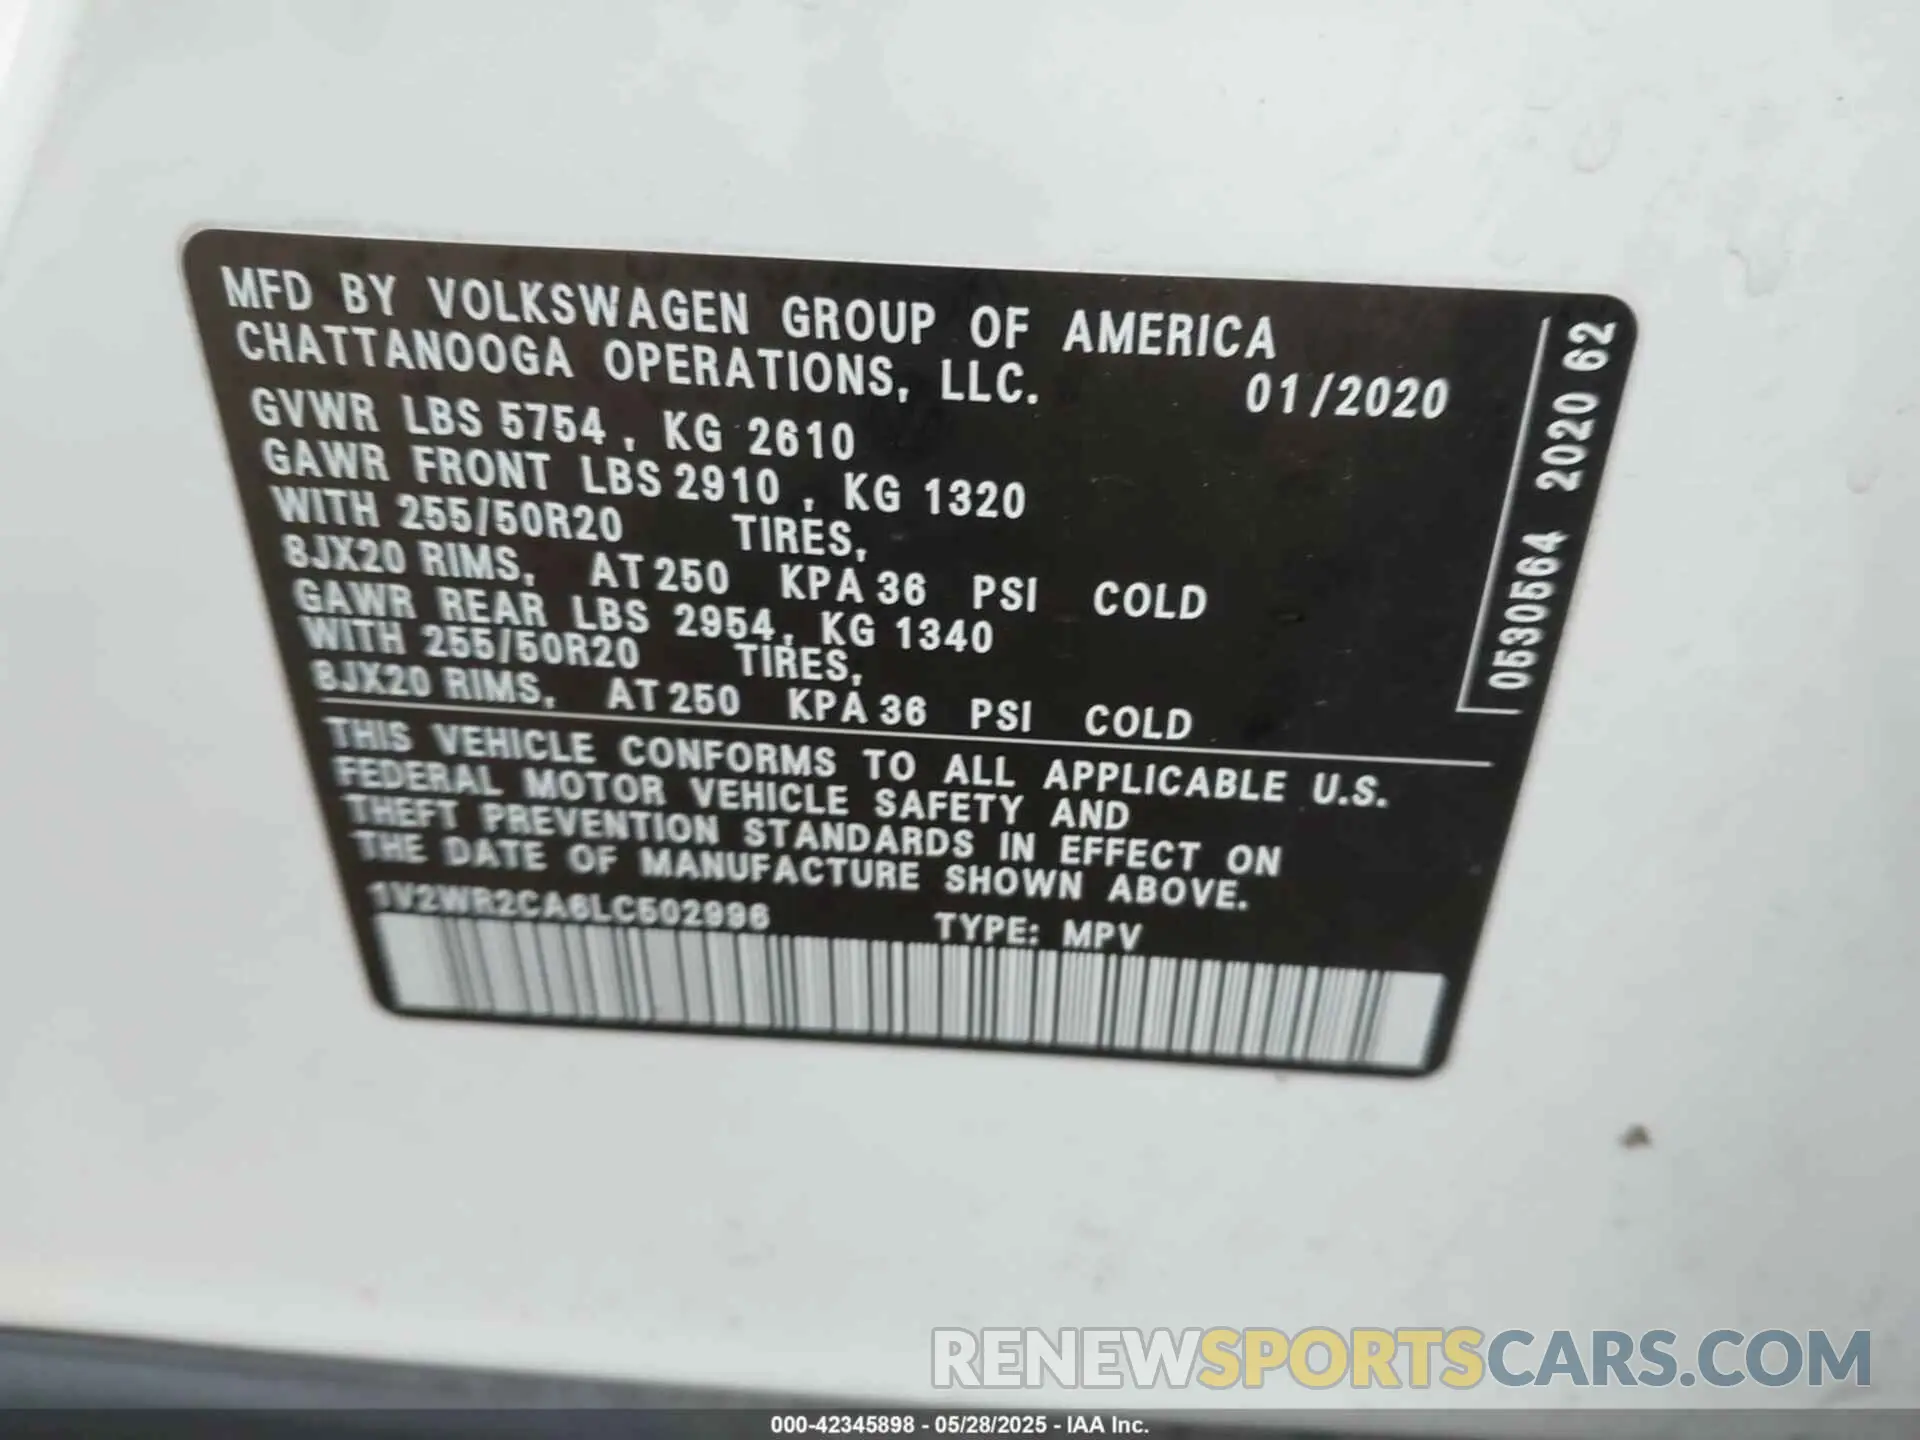 MFD BY VOLKSWAGEN GROUP OF AMERICA
CHATTANOOGA OPERATIONS, LLC.
01/2020
GVWR LBS 5754 , KG 2610
GAWR FRONT LBS 2910 , KG 1320
WITH 255/50R20 TIRES,
8JX20 RIMS, AT 250 KPA 36 PSI COLD
GAWR REAR LBS 2954, KG 1340
WITH 255/50R20 TIRES,
8JX20 RIMS, AT 250 KPA 36 PSI COLD
THIS VEHICLE CONFORMS TO ALL APPLICABLE U.S.
FEDERAL MOTOR VEHICLE SAFETY AND
THEFT PREVENTION STANDARDS IN EFFECT ON
THE DATE OF MANUFACTURE SHOWN ABOVE.
1V2WR2CA6LC502996 TYPE: MPV
0530564 2020 62
RENEWSPORTSCARS.COM
000-42345898 - 05/28/2025 - IAA Inc.